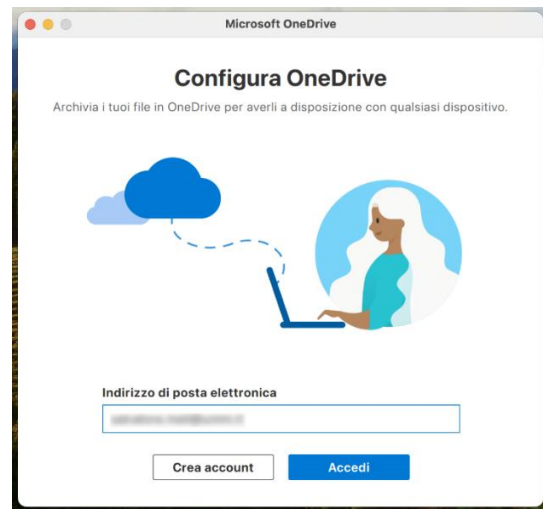 Microsoft OneDrive
Configura OneDrive
Archivia i tuoi file in OneDrive per averli a disposizione con qualsiasi dispositivo.
Indirizzo di posta elettronica
Crea account
Accedi